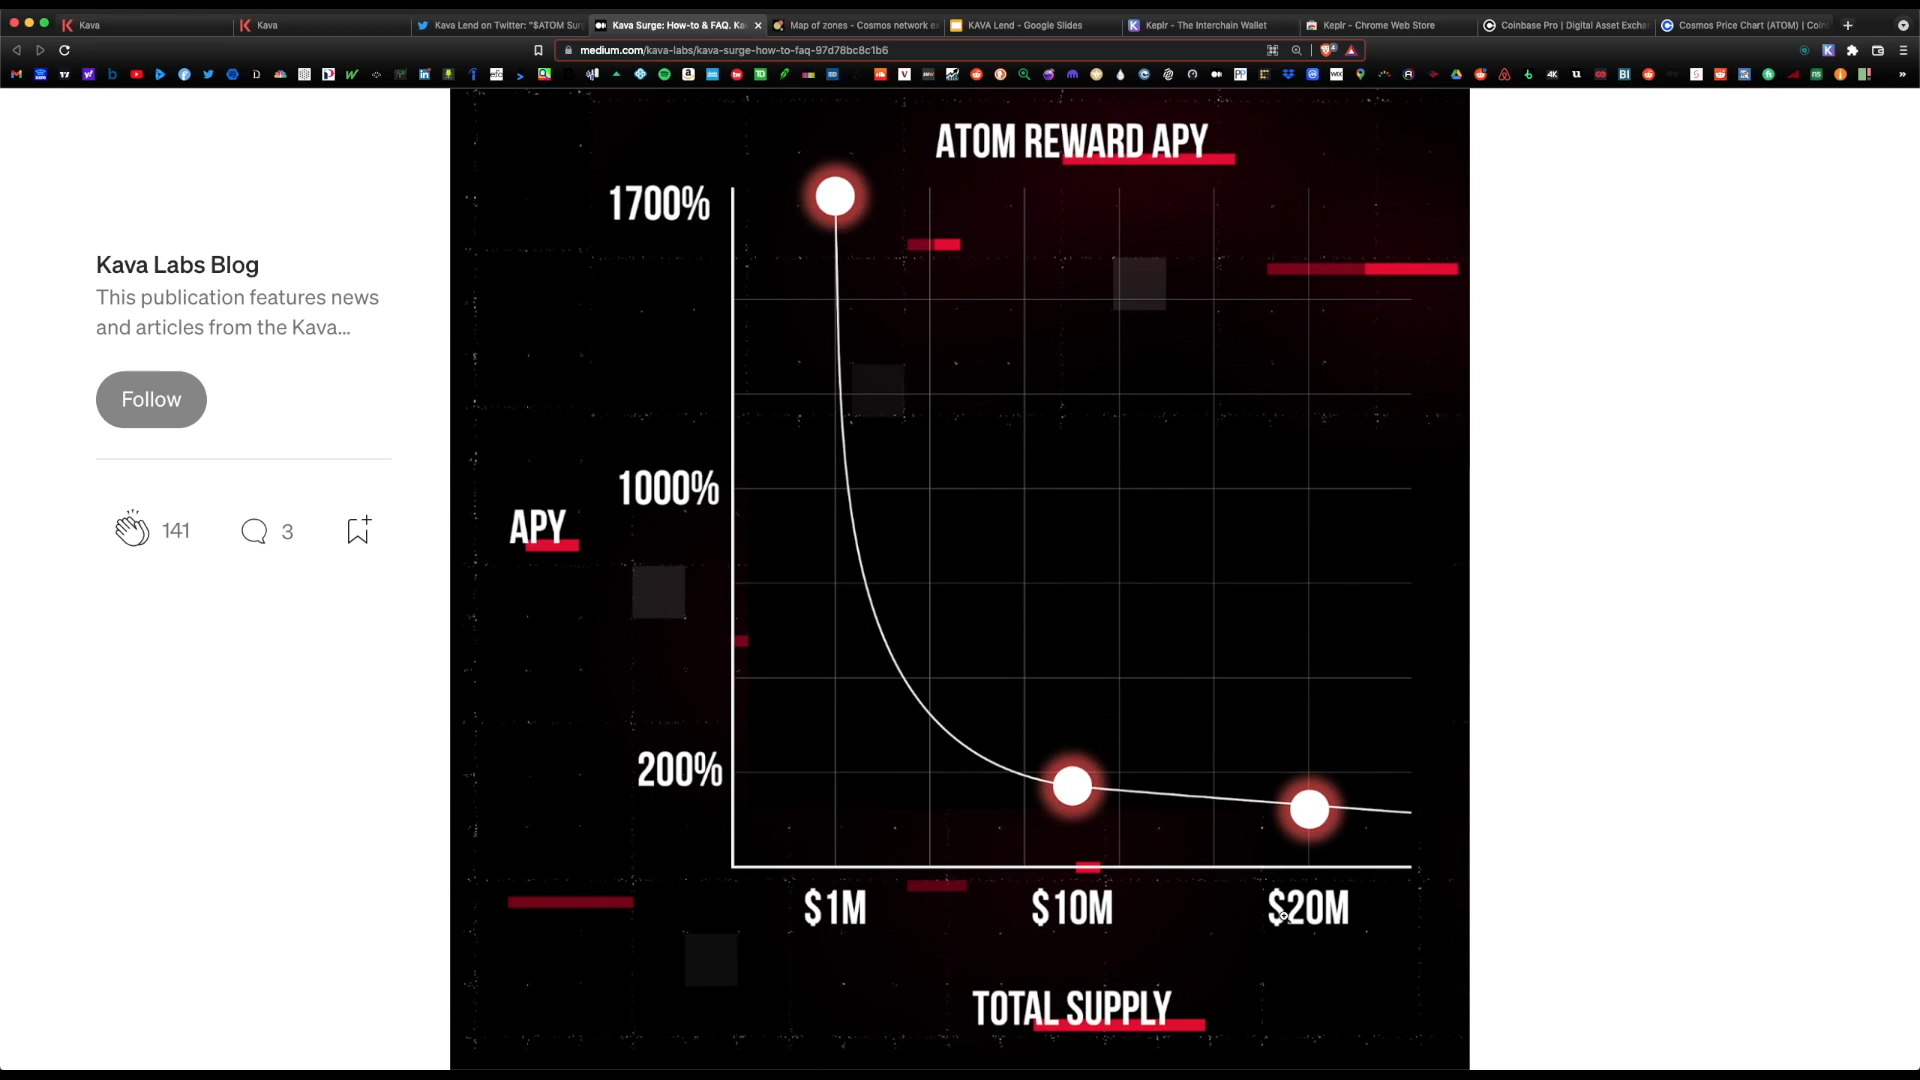 Kava
Kava
Kava Lend on Twitter: "$ATOM Sur
Kava Surge: How-to & FAQ. Ka
Map of zones - Cosmos network e
KAVA Lend - Google Slides
Keplr - The Interchain Wallet
Keplr - Chrome Web Store
Coinbase Pro | Digital Asset Excha
Cosmos Price Chart (ATOM) | Coin
medium.com/kava-labs/kava-surge-how-to-faq-97d78bc8c1b6
Kava Labs Blog
This publication features news
and articles from the Kava...
Follow
141
3
ATOM REWARD APY
1700%
1000%
APY
200%
$1M
$10M
$20M
TOTAL SUPPLY